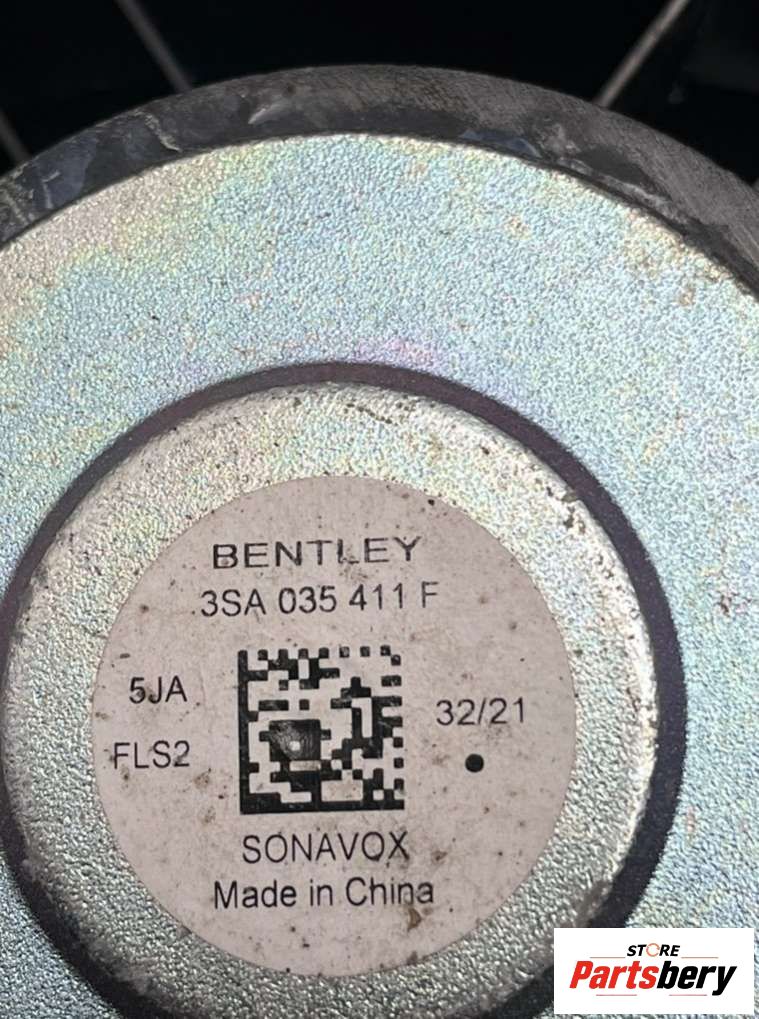 BENTLEY
3SA 035 411 F
5JA
32/21
FLS2
SONAVOX
Made in China
STORE
Partsbery